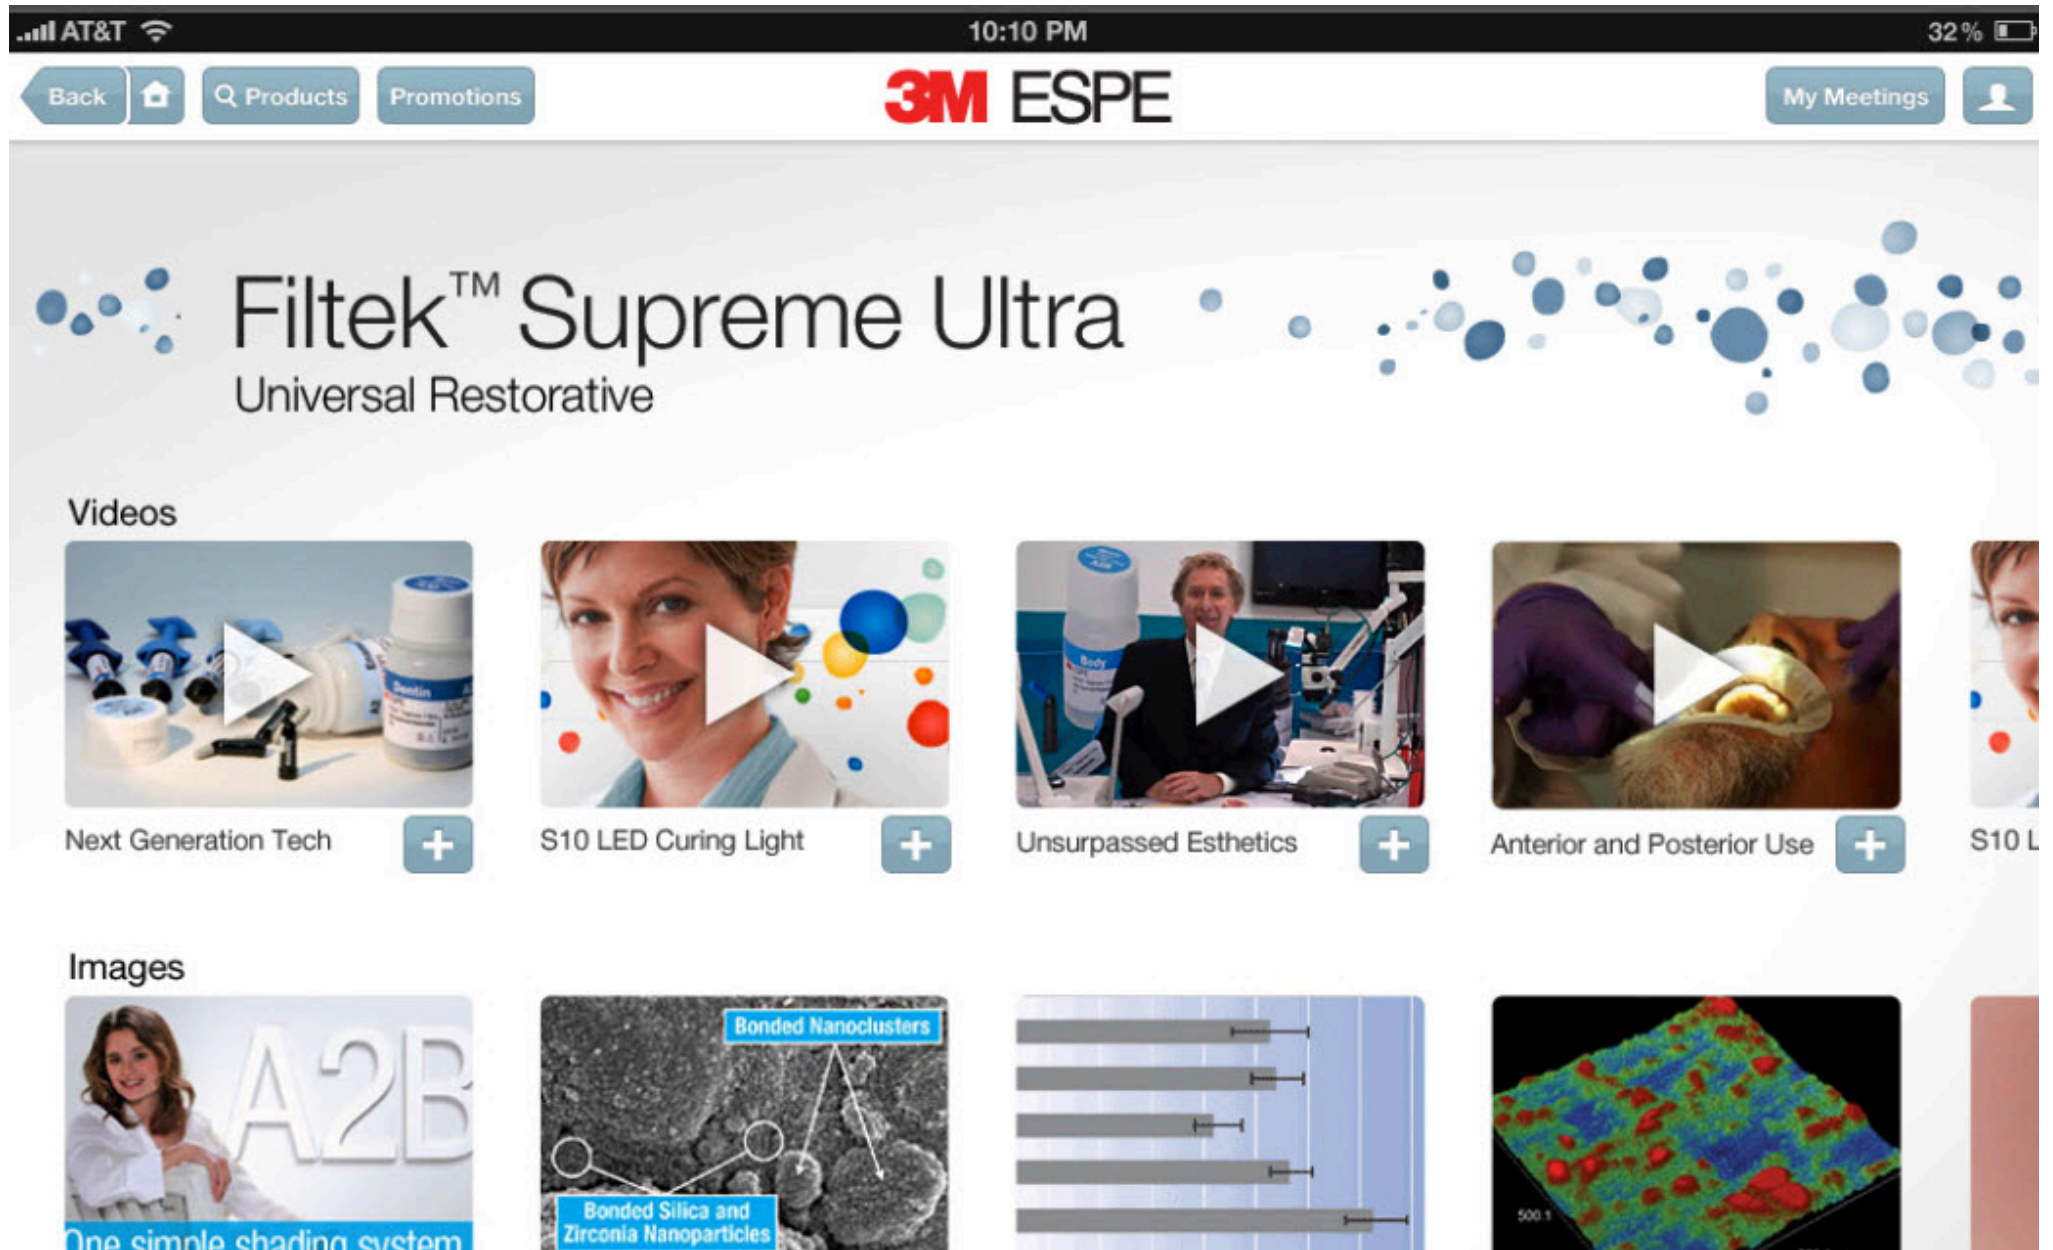 AT&T
10:10 PM
32%
Back
Products
Promotions
3M ESPE
My Meetings
Filtek™ Supreme Ultra
Universal Restorative
Videos
Dentin
Body
Next Generation Tech
S10 LED Curing Light
Unsurpassed Esthetics
Anterior and Posterior Use
S10 L
Images
A2B
One simple shading system
Bonded Nanoclusters
Bonded Silica and
Zirconia Nanoparticles
500.1